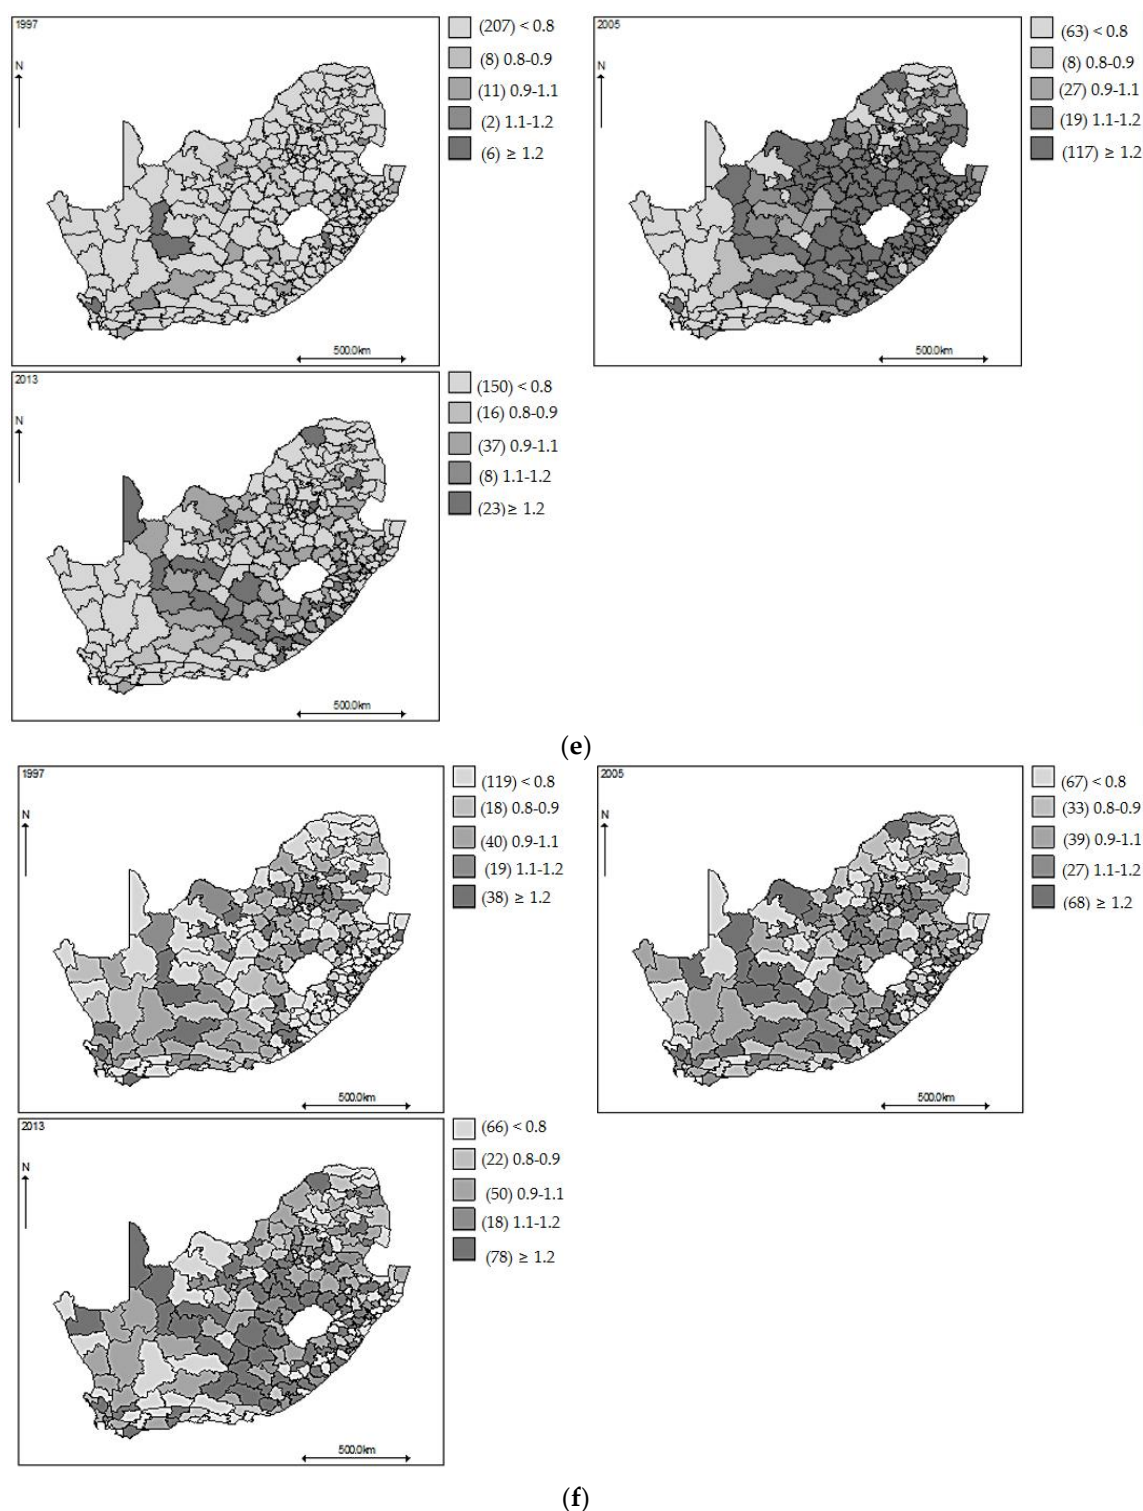 1997
N
500.0km
(207) < 0.8
(8) 0.8-0.9
(11) 0.9-1.1
(2) 1.1-1.2
(6) ≥ 1.2
2005
N
500.0km
(63) < 0.8
(8) 0.8-0.9
(27) 0.9-1.1
(19) 1.1-1.2
(117) ≥ 1.2
2013
N
500.0km
(150) < 0.8
(16) 0.8-0.9
(37) 0.9-1.1
(8) 1.1-1.2
(23) ≥ 1.2
(e)
1997
N
500.0km
(119) < 0.8
(18) 0.8-0.9
(40) 0.9-1.1
(19) 1.1-1.2
(38) ≥ 1.2
2005
N
500.0km
(67) < 0.8
(33) 0.8-0.9
(39) 0.9-1.1
(27) 1.1-1.2
(68) ≥ 1.2
2013
N
500.0km
(66) < 0.8
(22) 0.8-0.9
(50) 0.9-1.1
(18) 1.1-1.2
(78) ≥ 1.2
(f)